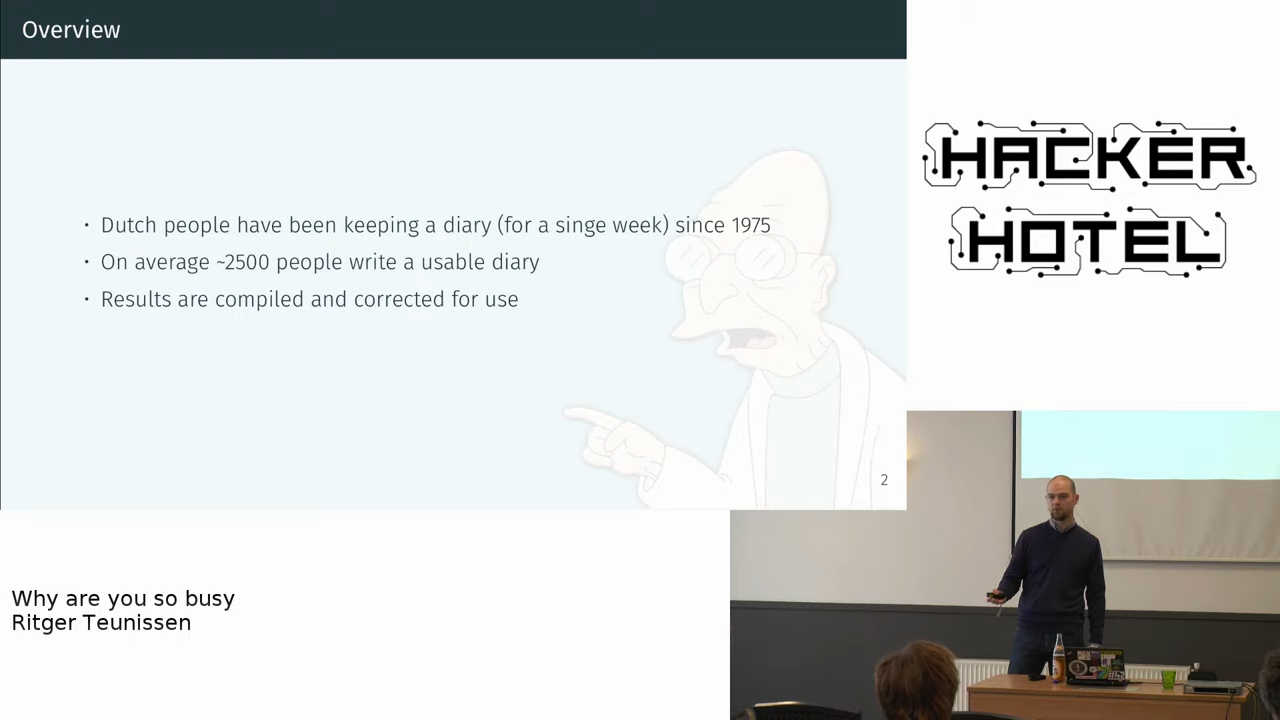 Overview
• Dutch people have been keeping a diary (for a singe week) since 1975
• On average ~2500 people write a usable diary
• Results are compiled and corrected for use
2
HACKER
HOTEL
Why are you so busy
Ritger Teunissen